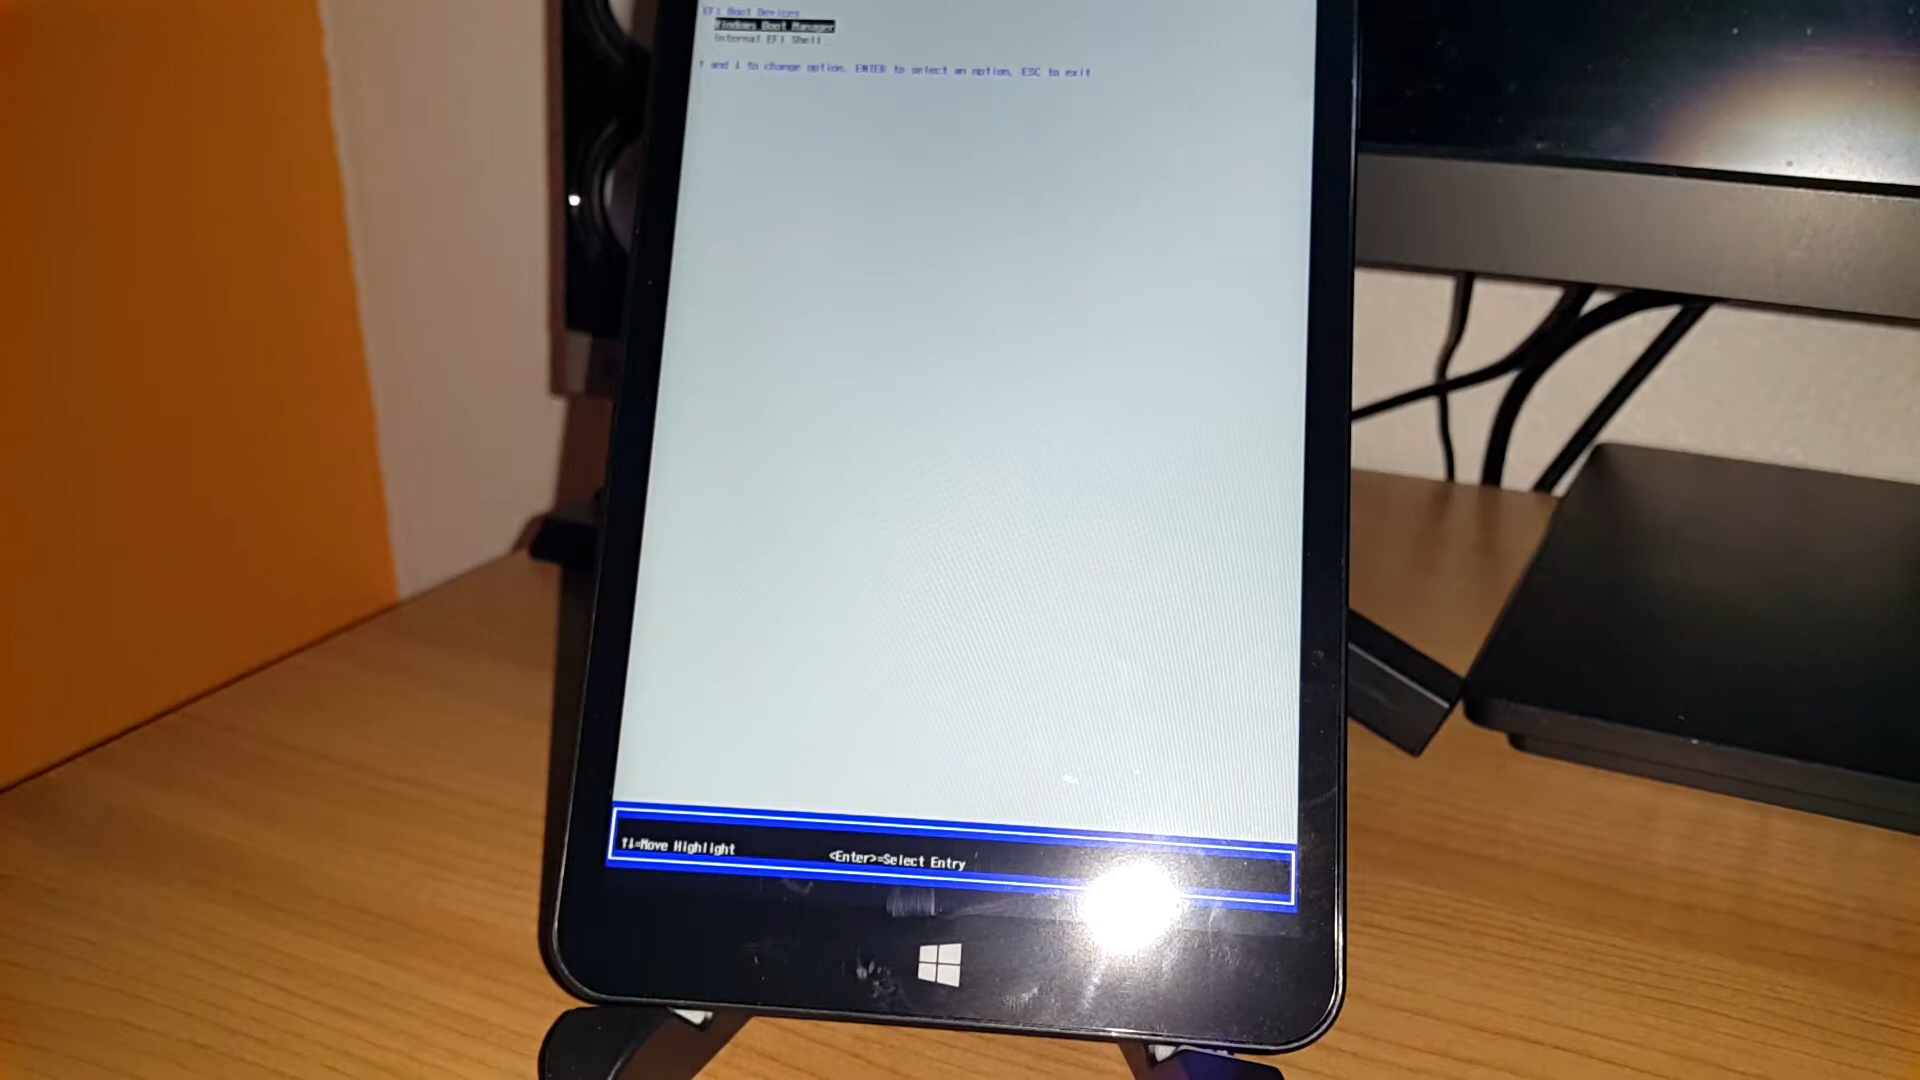 EFI Boot Devices
Windows Boot Manager
Internal EFI Shell
↑ and ↓ to change option, ENTER to select an option, ESC to exit
↑↓=Move Highlight
<Enter>=Select Entry